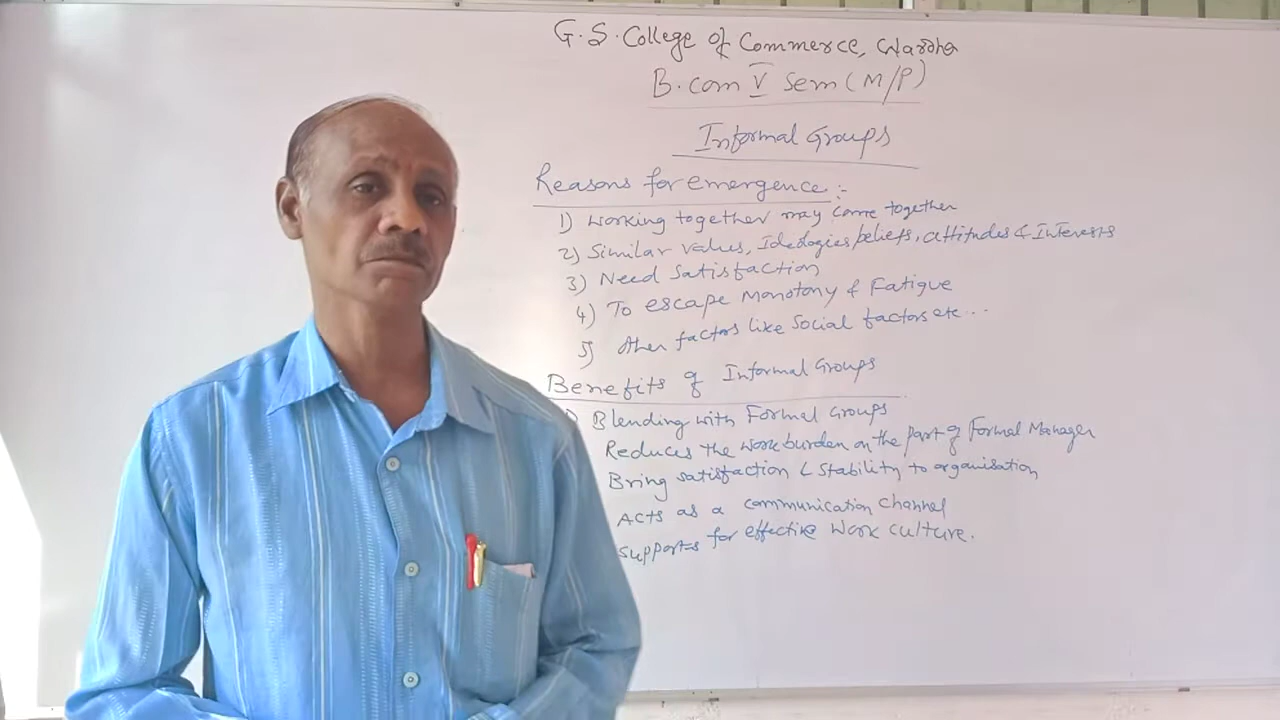 G.S. College of Commerce, Wardha
B.com V Sem (M/P)
Informal Groups
Reasons for emergence :-
1) Working together may come together
2) Similar values, Ideologies/beliefs, attitudes & Interests
3) Need Satisfaction
4) To escape Monotony & Fatigue
5) Other factors like Social factors etc...
Benefits of Informal Groups
) Blending with Formal Groups
Reduces the work burden on the part of Formal Manager
Bring satisfaction & Stability to organisation
Acts as a communication channel
Supports for effective Work culture.